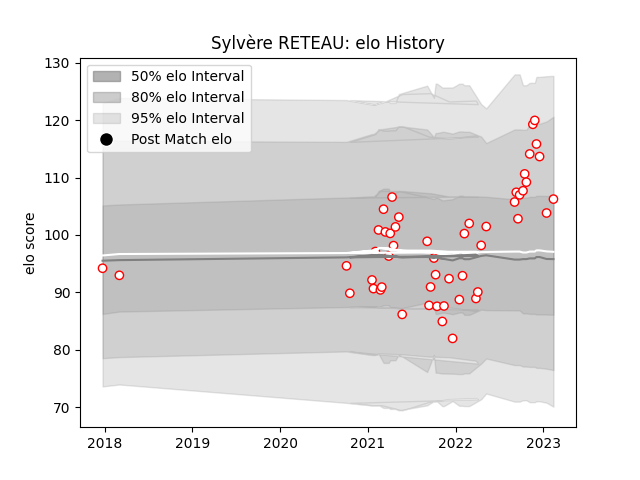 Sylvère RETEAU: elo History
50% elo Interval
80% elo Interval
95% elo Interval
Post Match elo
elo score
130
120
110
100
90
80
70
2018 2019 2020 2021 2022 2023